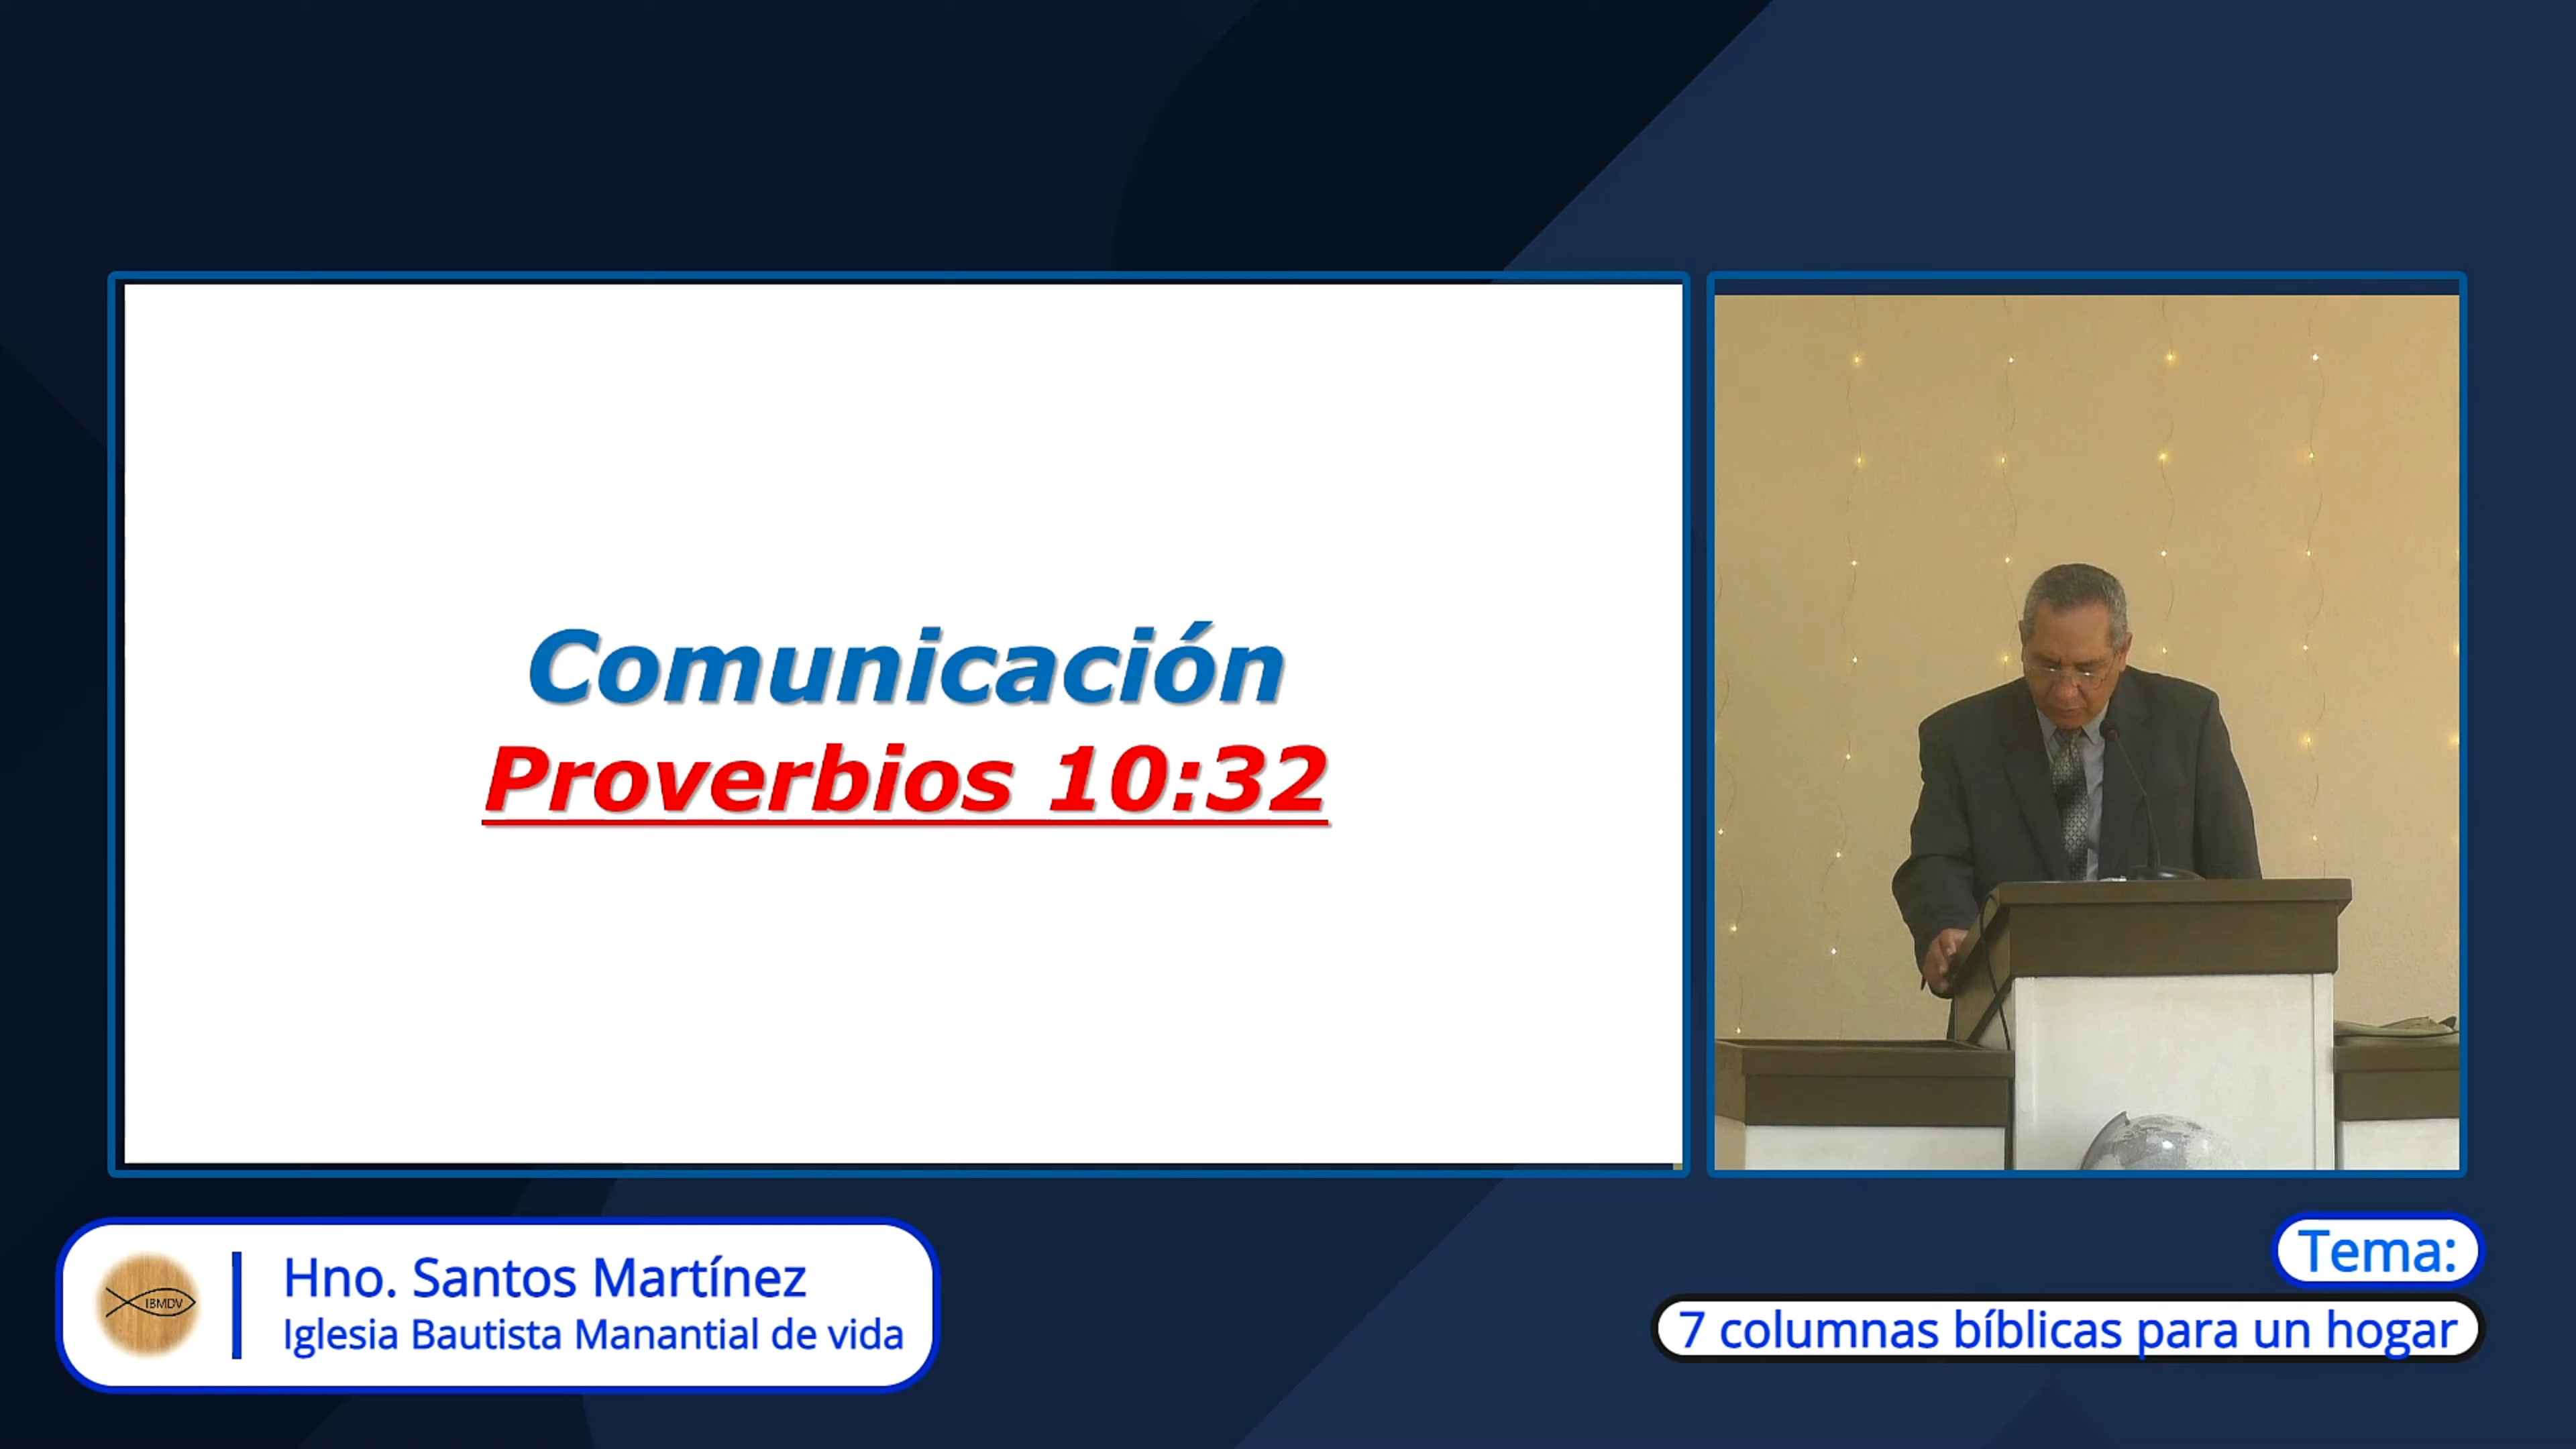 Comunicación
Proverbios 10:32
IBMDV
Hno. Santos Martínez
Iglesia Bautista Manantial de vida
Tema:
7 columnas bíblicas para un hogar